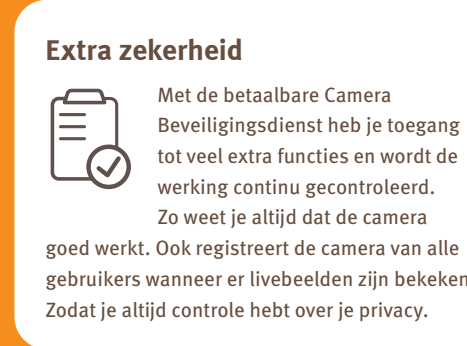 Extra zekerheid
Met de betaalbare Camera
Beveiligingsdienst heb je toegang
tot veel extra functies en wordt de
werking continu gecontroleerd.
Zo weet je altijd dat de camera
goed werkt. Ook registreert de camera van alle
gebruikers wanneer er livebeelden zijn bekeken
Zodat je altijd controle hebt over je privacy.